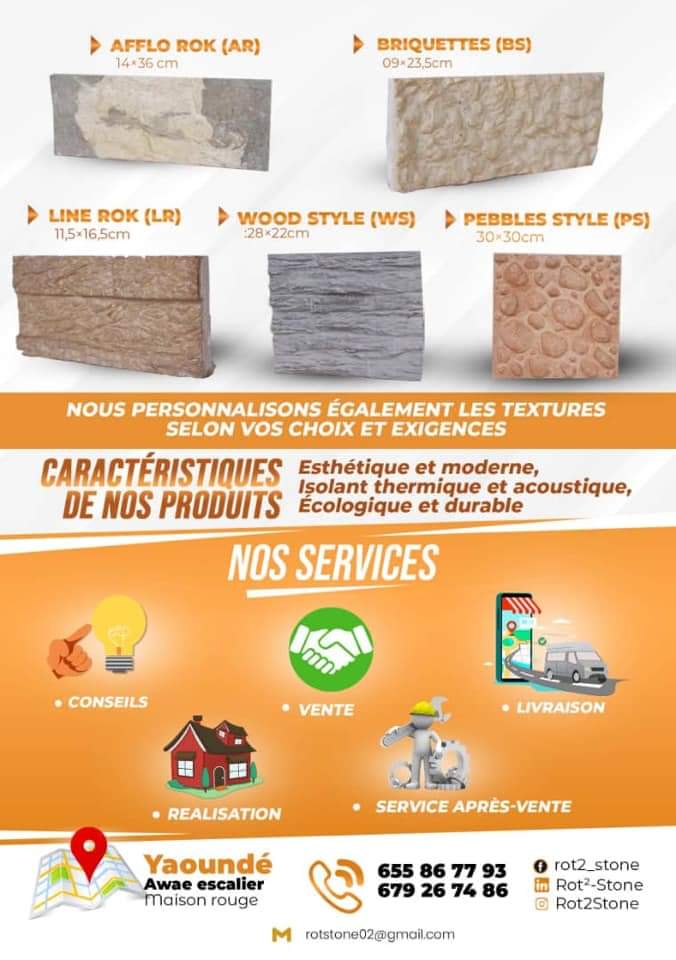 AFFLO ROK (AR)
14×36 cm
BRIQUETTES (BS)
09×23,5cm
LINE ROK (LR)
11,5×16,5cm
WOOD STYLE (WS)
:28×22cm
PEBBLES STYLE (PS)
30×30cm
NOUS PERSONNALISONS ÉGALEMENT LES TEXTURES
SELON VOS CHOIX ET EXIGENCES
CARACTÉRISTIQUES
DE NOS PRODUITS
Esthétique et moderne,
Isolant thermique et acoustique,
Écologique et durable
NOS SERVICES
• CONSEILS
• VENTE
• LIVRAISON
• REALISATION
• SERVICE APRÈS-VENTE
Yaoundé
Awae escalier
Maison rouge
655 86 77 93
679 26 74 86
rot2_stone
Rot²-Stone
Rot2Stone
rotstone02@gmail.com